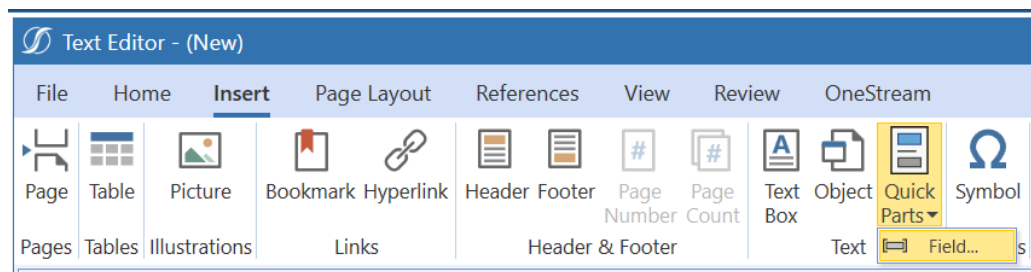 Text Editor - (New)
File Home Insert Page Layout References View Review OneStream
Page Table Picture Bookmark Hyperlink Header Footer Page Number Page Count Text Box Object Quick Parts Symbol
Pages Tables Illustrations Links Header & Footer Text
Field...